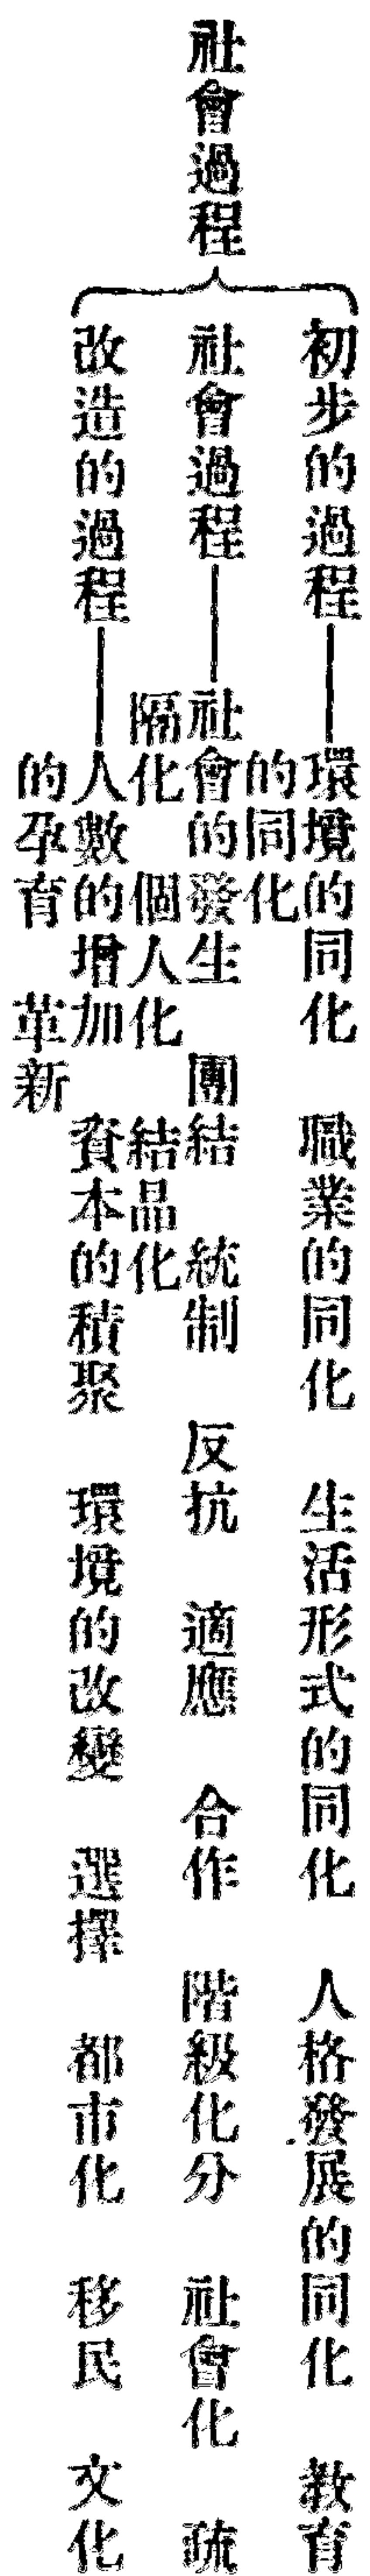 社會過程
初步的過程——環境的同化　職業的同化　生活形式的同化　人格發展的同化　教育
的同化
社會過程——社會的發生　團結　統制　反抗　適應　合作　階級化分　社會化　疏
隔化　個人化　結晶化
改造的過程——人數的增加　資本的積聚　環境的改變　選擇　都市化　移民　文化
的孕育　革新